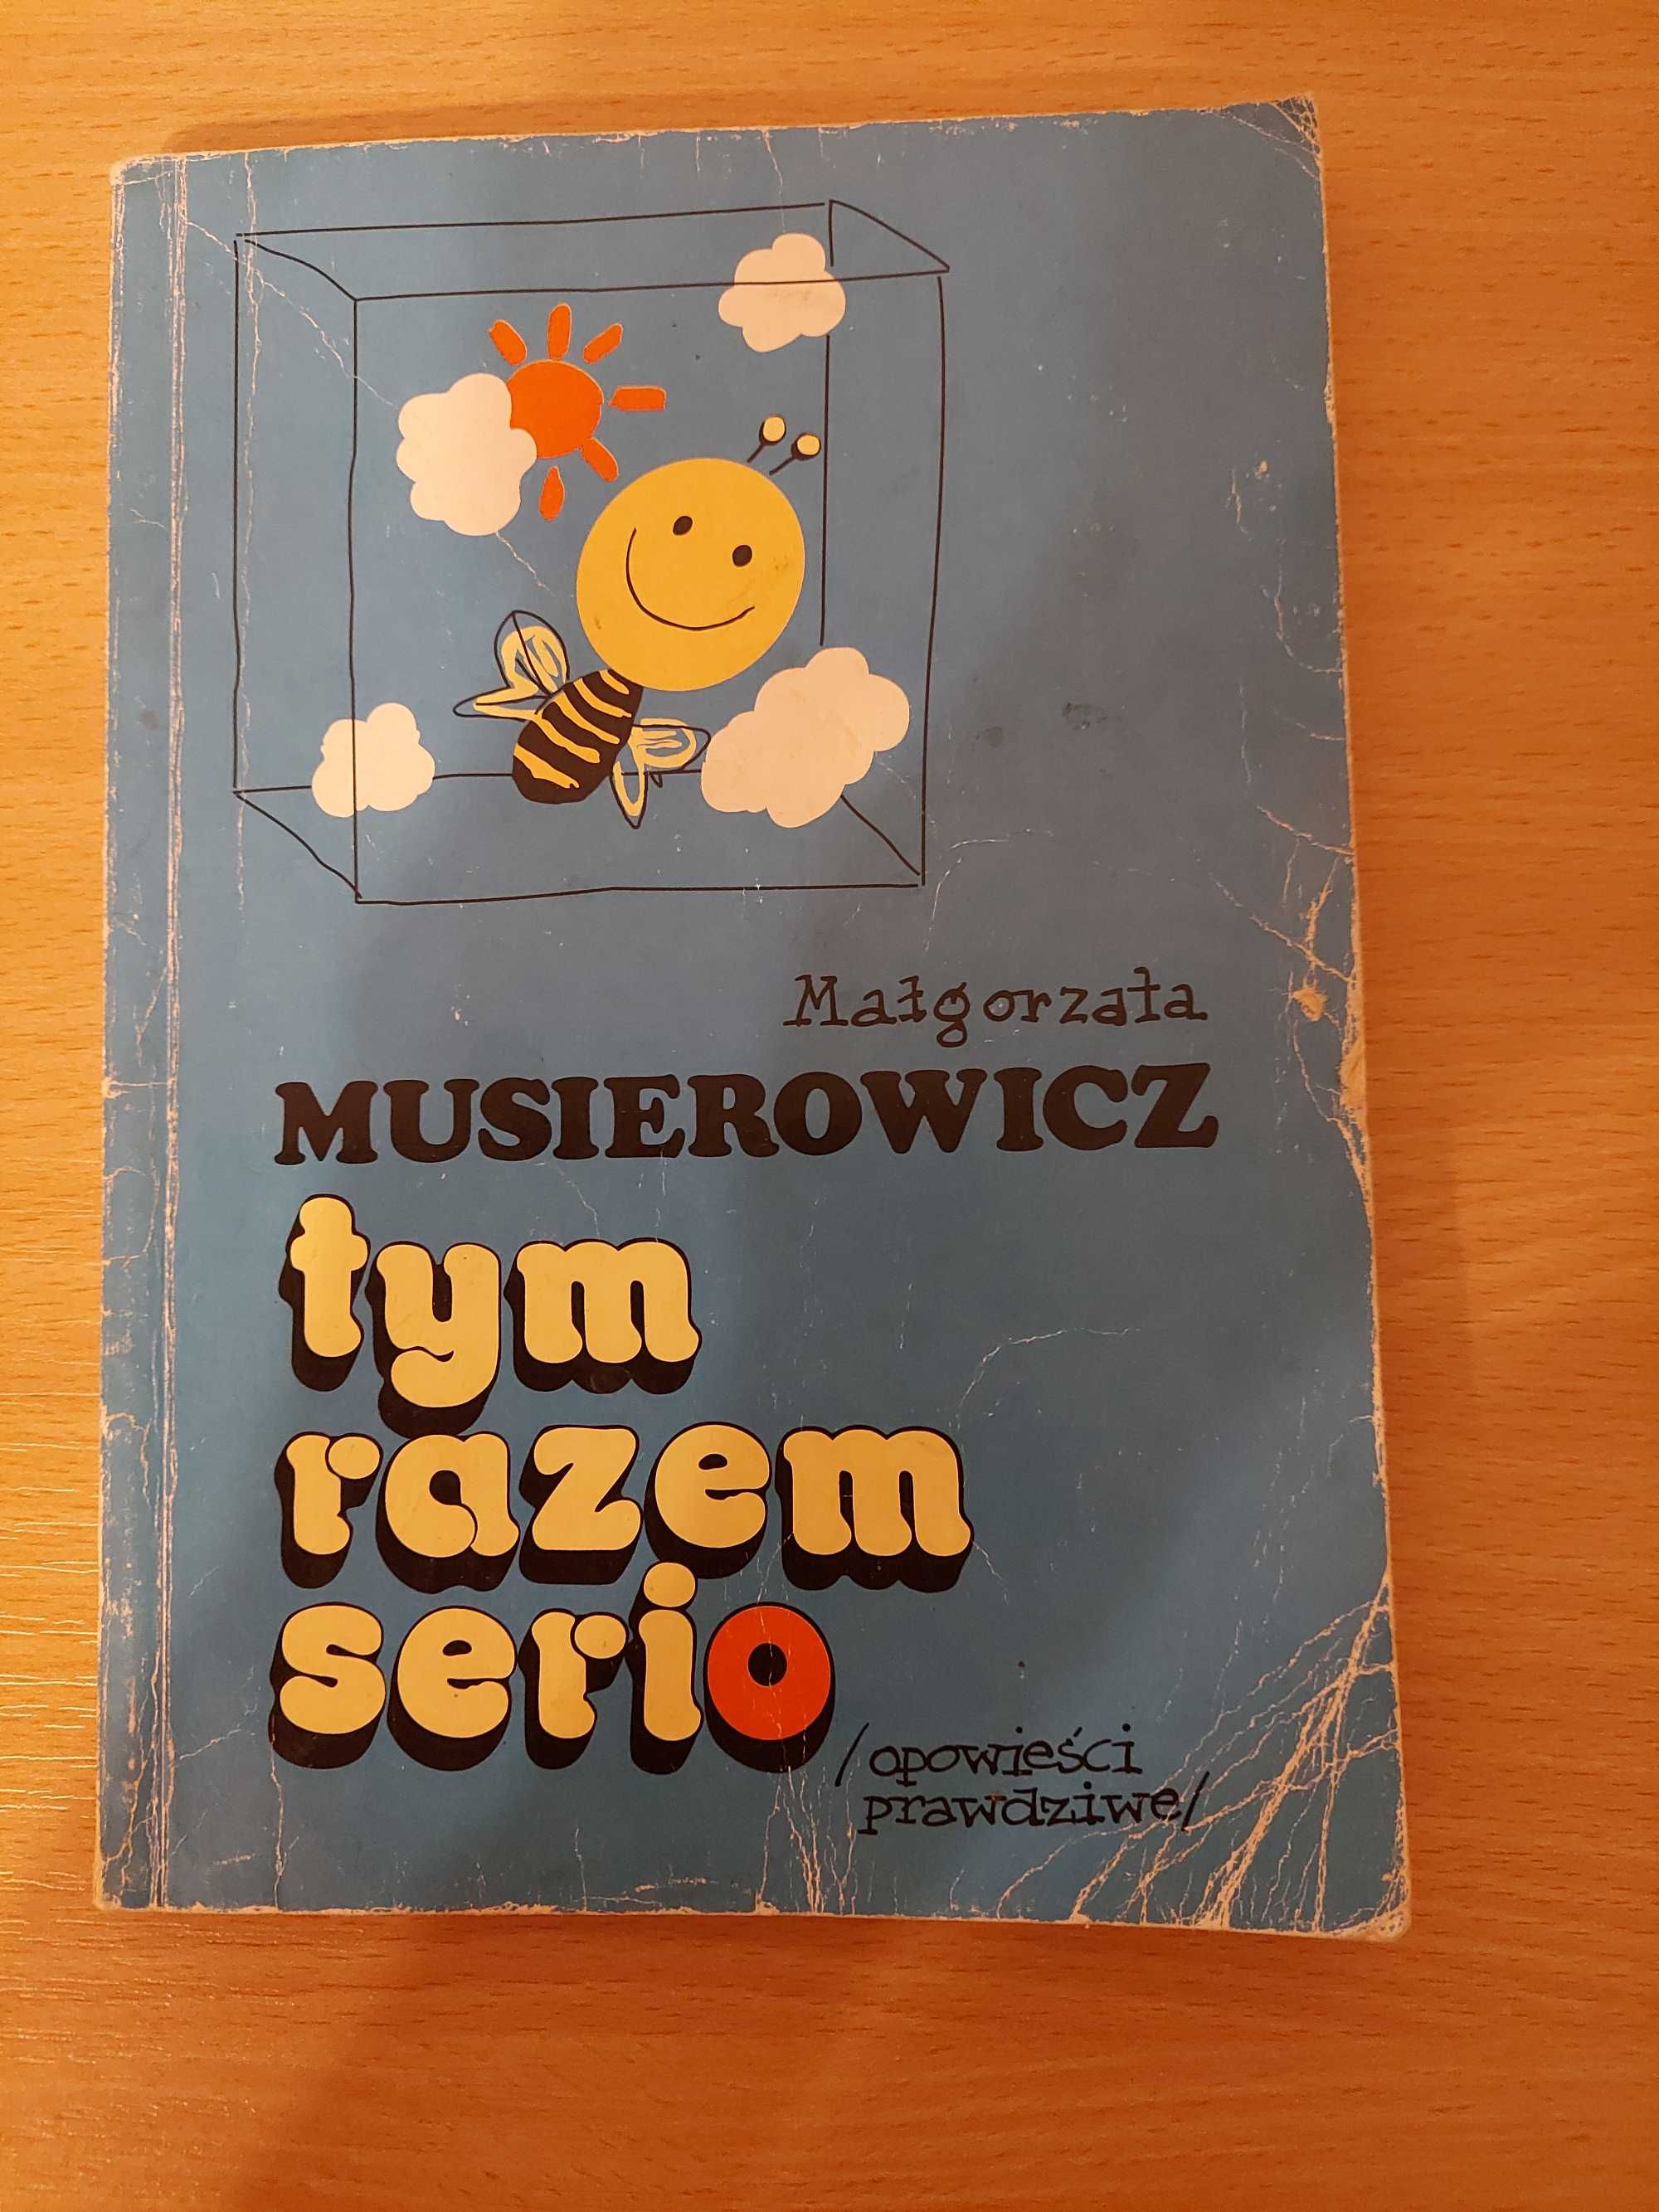 Małgorzata
MUSIEROWICZ
tym
razem
serio
/opowieści
prawdziwe/